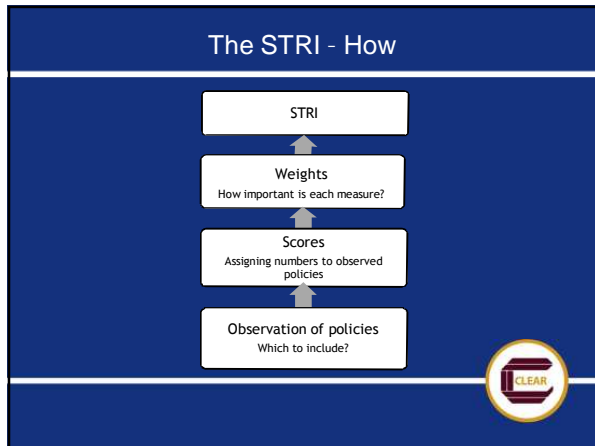 The STRI - How
STRI
Weights
How important is each measure?
Scores
Assigning numbers to observed
policies
Observation of policies
Which to include?
CLEAR